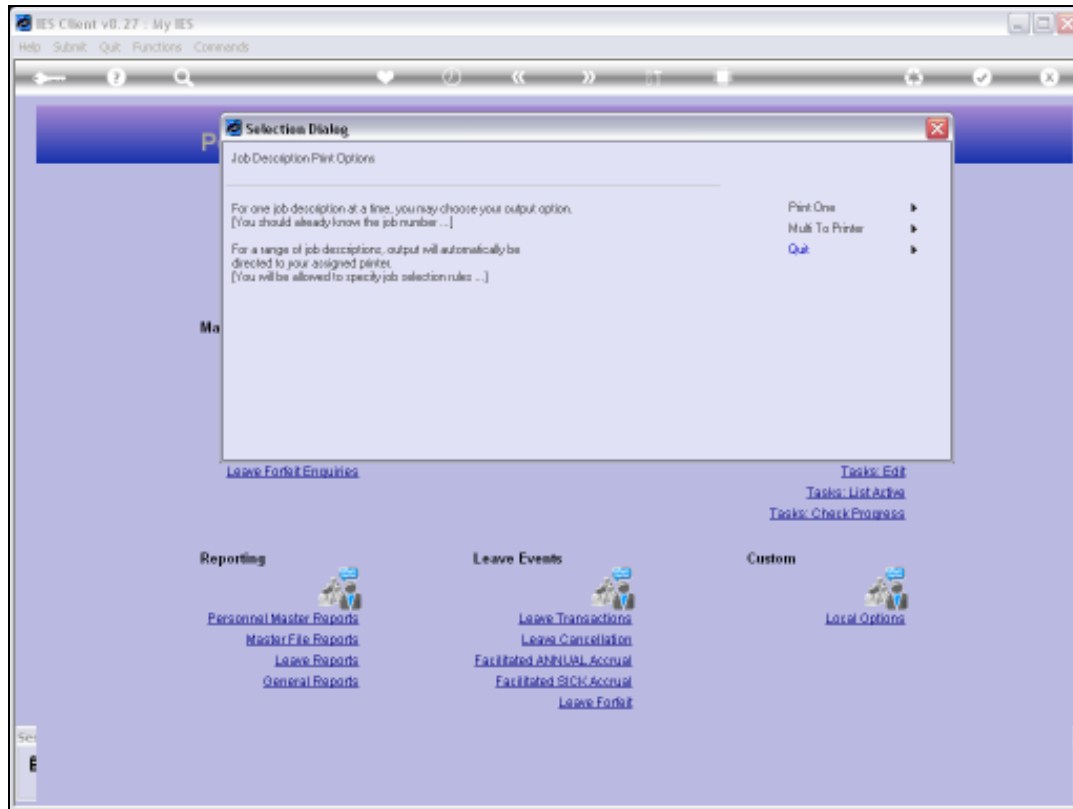 IES Client v0.27 : My IES
Help Submit Quit Functions Commands
P
Selection Dialog
Job Description Print Options
For one job description at a time, you may choose your output option.
[You should already know the job number ...]
For a range of job descriptions, output will automatically be
directed to your assigned printer.
[You will be allowed to specify job selection rules ...]
Print One
Multi To Printer
Quit
Ma
Leave Forfeit Enquiries
Tasks: Edit
Tasks: List Active
Tasks: Check Progress
Reporting
Personnel Master Reports
Master File Reports
Leave Reports
General Reports
Leave Events
Leave Transactions
Leave Cancellation
Facilitated ANNUAL Accrual
Facilitated SICK Accrual
Leave Forfeit
Custom
Local Options